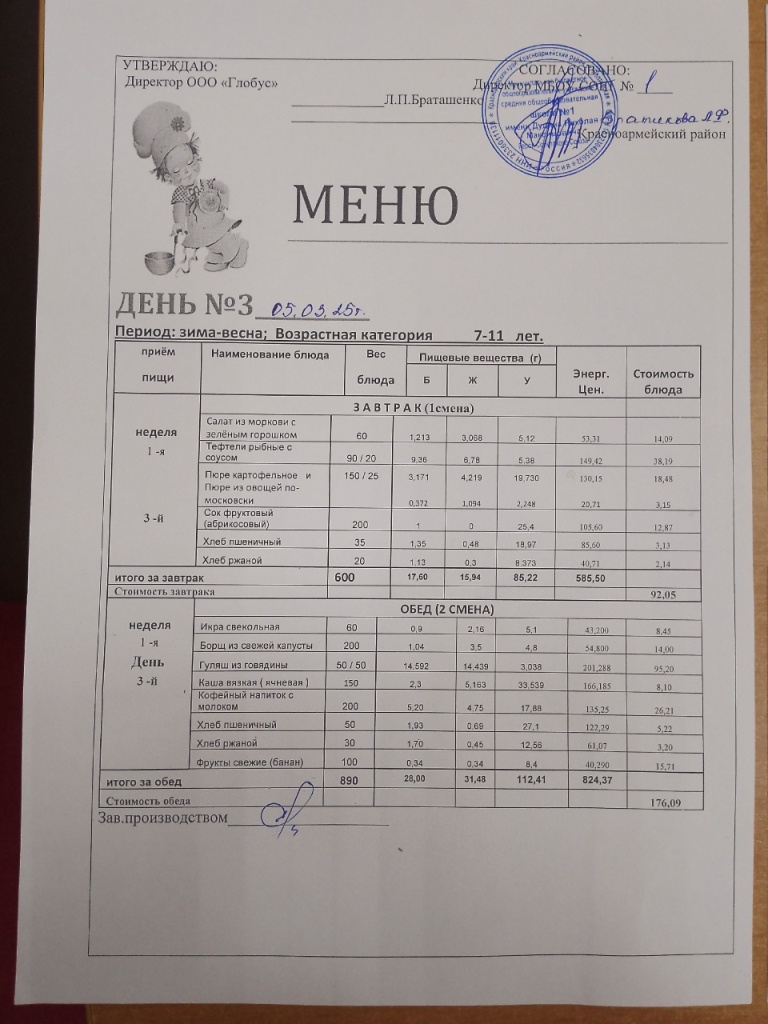 УТВЕРЖДАЮ:
СОГЛАСОВАНО:
Директор ООО «Глобус»
Директор МБОУ СОШ № 1
Л.П.Браташенко
Красноармейский район
МЕНЮ
ДЕНЬ №3 05.03.25г.
Период: зима-весна; Возрастная категория 7-11 лет.
приём пищи Наименование блюда Вес блюда Пищевые вещества (г) Энерг. Цен. Стоимость блюда
Б Ж У
ЗАВТРАК (1смена)
неделя
1 -я
3 -й
Салат из моркови с зелёным горошком 60 1,213 3,068 5,12 53,31 14,09
Тефтели рыбные с соусом 90 / 20 9,36 6,78 5,38 149,42 38,19
Пюре картофельное и 150 / 25 3,171 4,219 19,730 130,15 18,48
Пюре из овощей по-московски 0,372 1,094 2,248 20,71 3,15
Сок фруктовый (абрикосовый) 200 1 0 25,4 105,60 12,87
Хлеб пшеничный 35 1,35 0,48 18,97 85,60 3,13
Хлеб ржаной 20 1,13 0,3 8,373 40,71 2,14
итого за завтрак 600 17,60 15,94 85,22 585,50
Стоимость завтрака 92,05
ОБЕД (2 СМЕНА)
неделя
1 -я
День
3 -й
Икра свекольная 60 0,9 2,16 5,1 43,200 8,45
Борщ из свежей капусты 200 1,04 3,5 4,8 54,800 14,00
Гуляш из говядины 50 / 50 14,592 14,439 3,038 201,288 95,20
Каша вязкая ( ячневая ) 150 2,3 5,163 33,539 166,185 8,10
Кофейный напиток с молоком 200 5,20 4,75 17,88 135,25 26,21
Хлеб пшеничный 50 1,93 0,69 27,1 122,29 5,22
Хлеб ржаной 30 1,70 0,45 12,56 61,07 3,20
Фрукты свежие (банан) 100 0,34 0,34 8,4 40,290 15,71
итого за обед 890 28,00 31,48 112,41 824,37
Стоимость обеда 176,09
Зав.производством